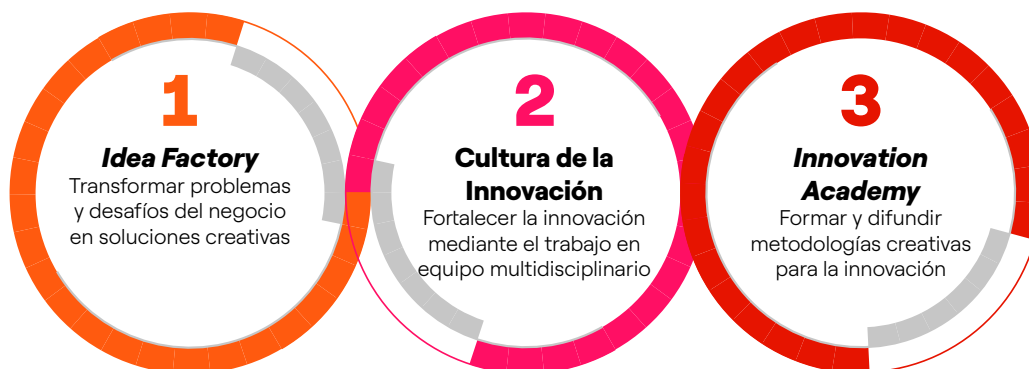 1
Idea Factory
Transformar problemas
y desafíos del negocio
en soluciones creativas
2
Cultura de la
Innovación
Fortalecer la innovación
mediante el trabajo en
equipo multidisciplinario
3
Innovation
Academy
Formar y difundir
metodologías creativas
para la innovación